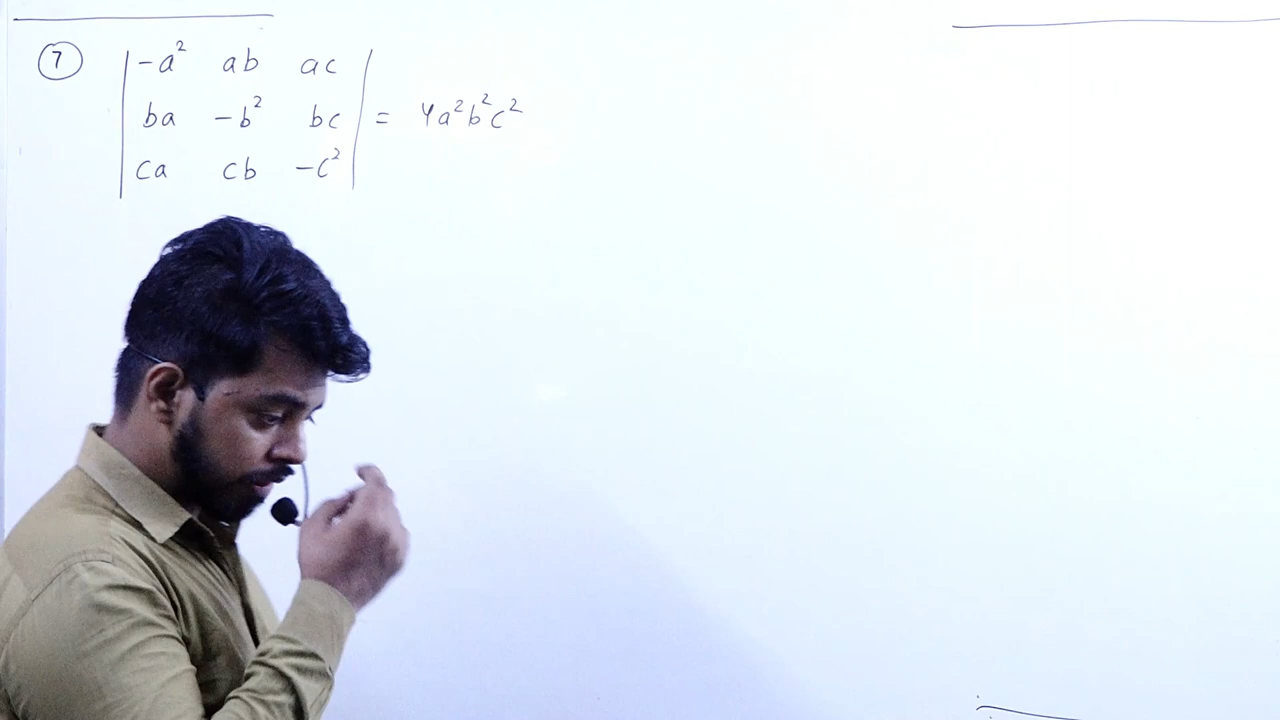 7 | -a² ab ac |
| ba -b² bc | = 4a²b²c²
| ca cb -c² |